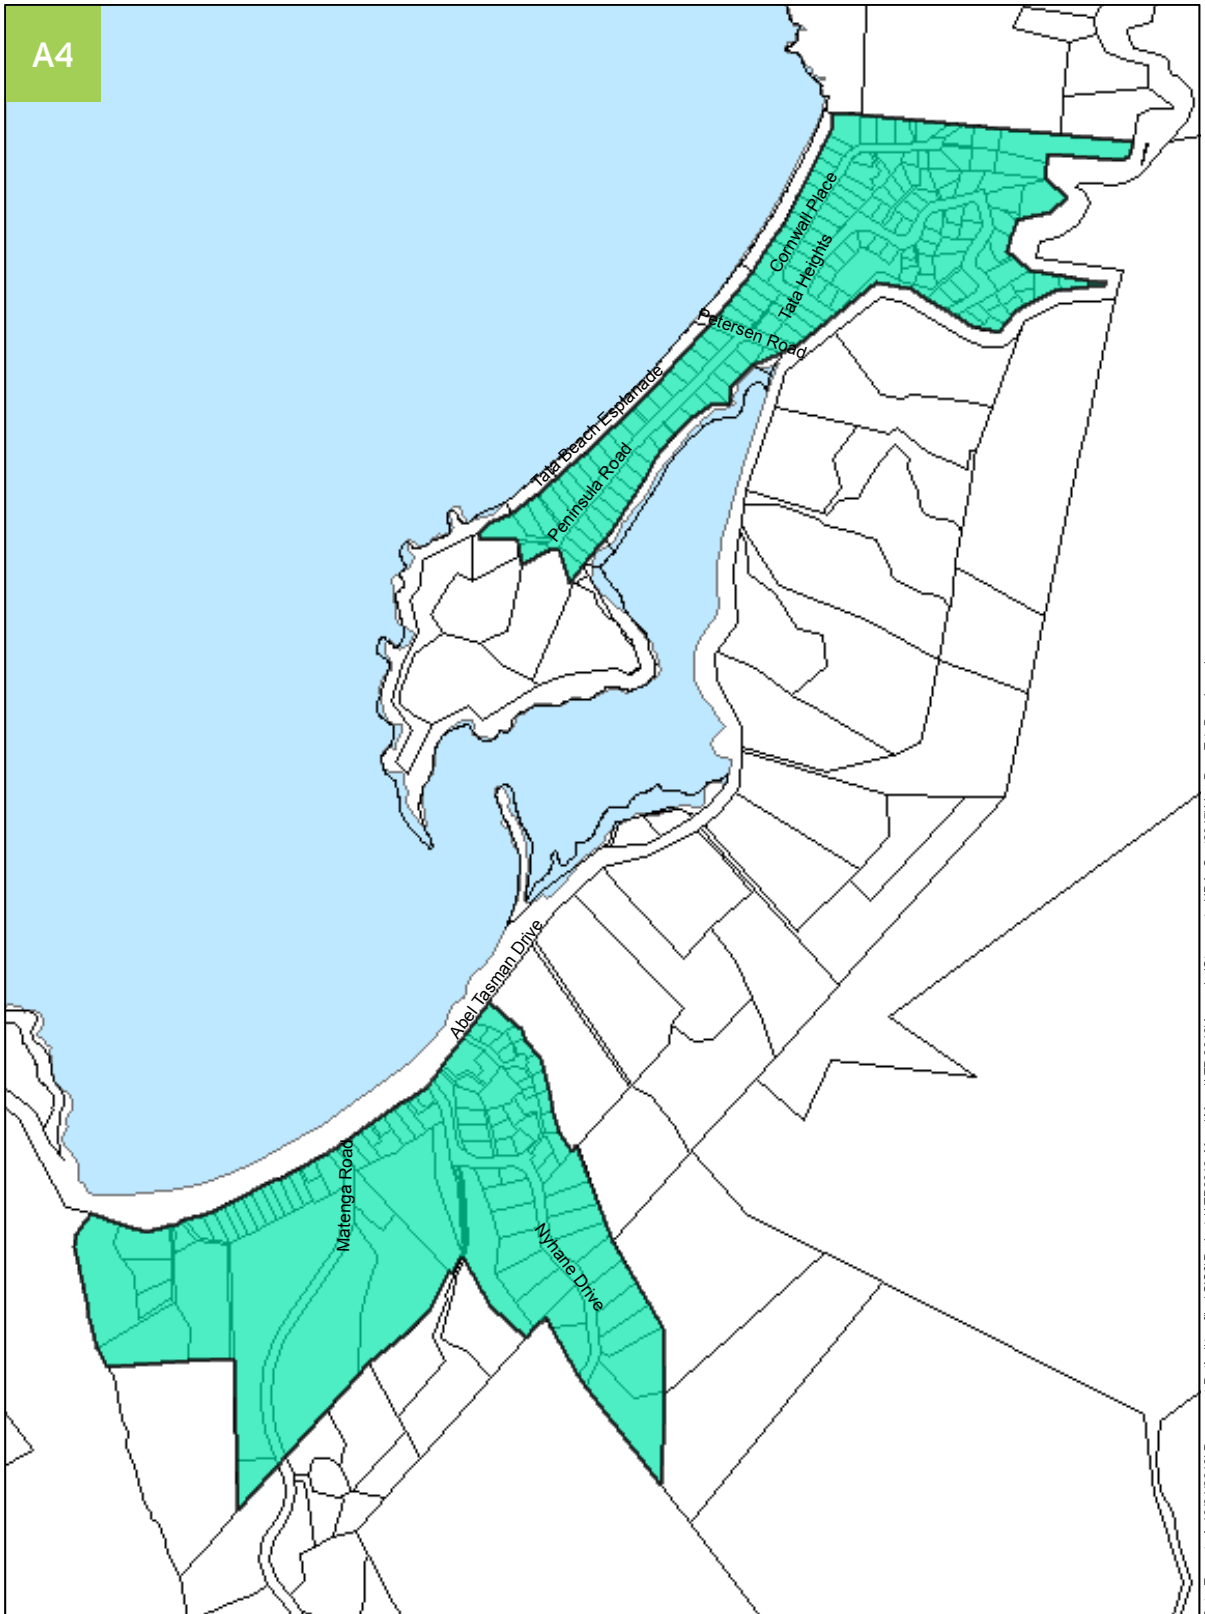 A4
Cornwall Place
Tata Heights
Petersen Road
Tata Beach Esplanade
Peninsula Road
Abel Tasman Drive
Matenga Road
Nyhane Drive